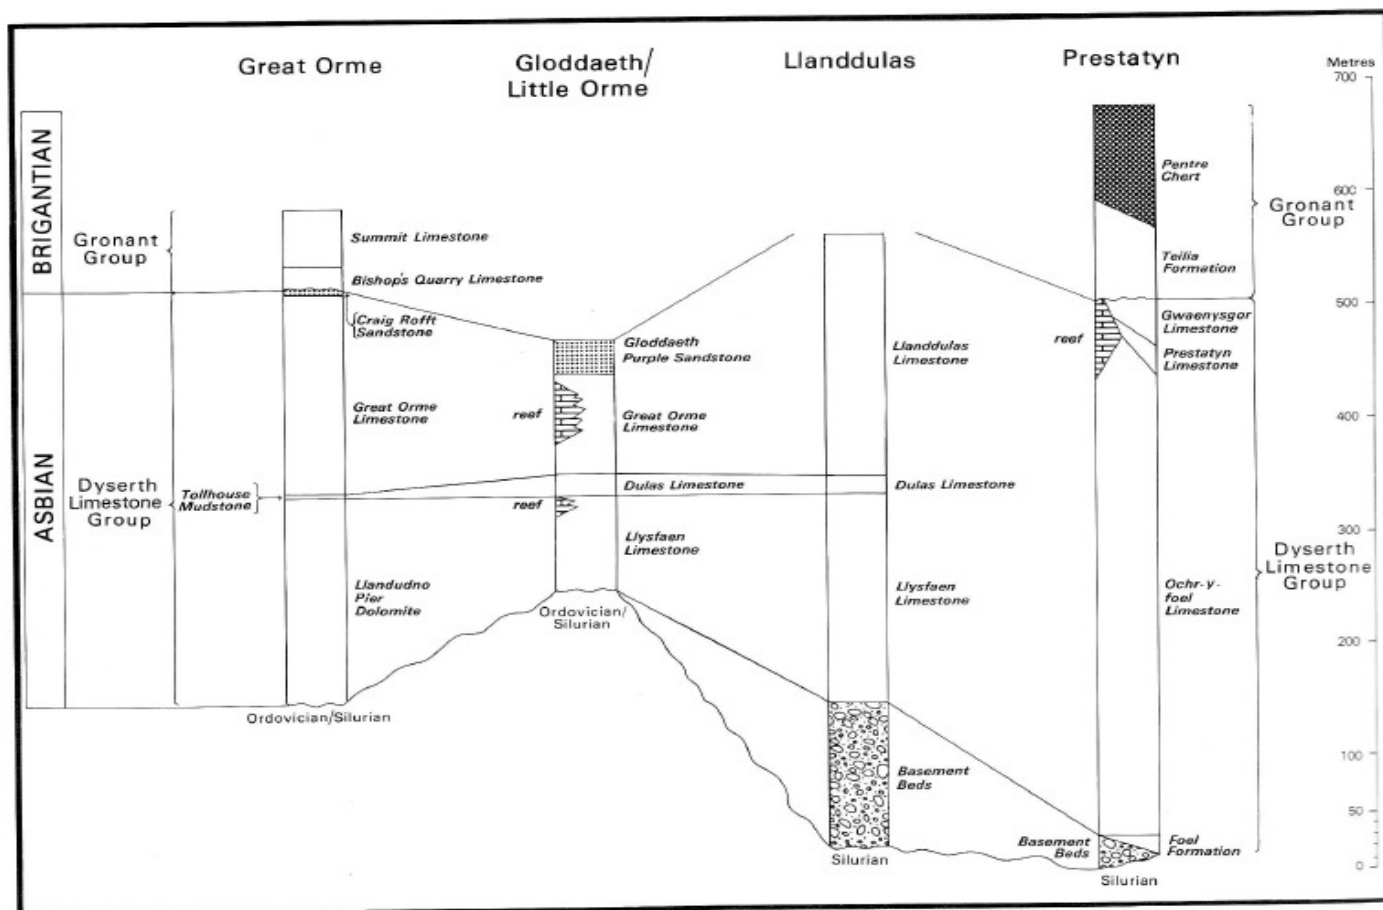 Great Orme
Gloddaeth/
Little Orme
Llanddulas
Prestatyn
Metres
700
600
500
400
300
200
100
50
0
BRIGANTIAN
ASBIAN
Gronant
Group
Dyserth
Limestone
Group
Tollhouse
Mudstone
Summit Limestone
Bishop's Quarry Limestone
Craig Rofft
Sandstone
Great Orme
Limestone
Llandudno
Pier
Dolomite
Ordovician/Silurian
Gloddaeth
Purple Sandstone
reef
Great Orme
Limestone
Dulas Limestone
reef
Llysfaen
Limestone
Ordovician/
Silurian
Llanddulas
Limestone
Dulas Limestone
Llysfaen
Limestone
Basement
Beds
Silurian
Pentre
Chert
Teilia
Formation
Gwaenysgor
Limestone
reef
Prestatyn
Limestone
Ochr-y-
foel
Limestone
Basement
Beds
Foel
Formation
Silurian
Gronant
Group
Dyserth
Limestone
Group